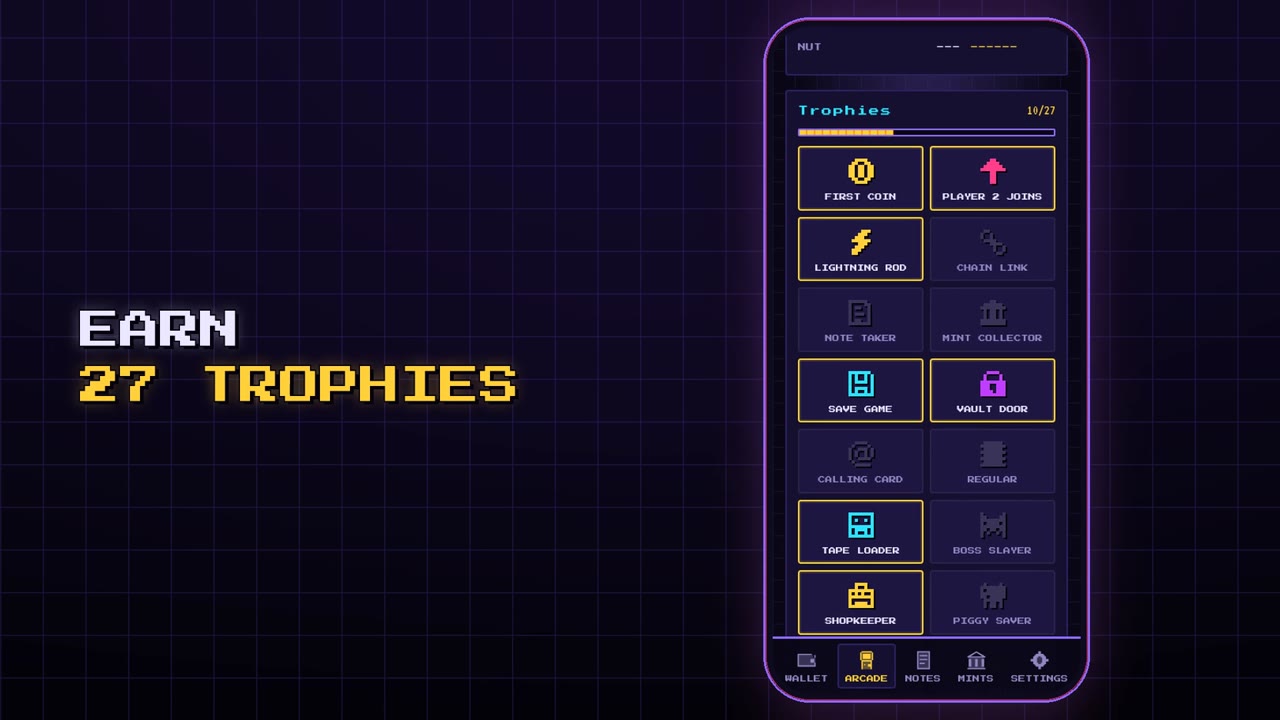 EARN
27 TROPHIES
NUT --- ------
Trophies 10/27
FIRST COIN PLAYER 2 JOINS
LIGHTNING ROD CHAIN LINK
NOTE TAKER MINT COLLECTOR
SAVE GAME VAULT DOOR
CALLING CARD REGULAR
TAPE LOADER BOSS SLAYER
SHOPKEEPER PIGGY SAVER
WALLET ARCADE NOTES MINTS SETTINGS